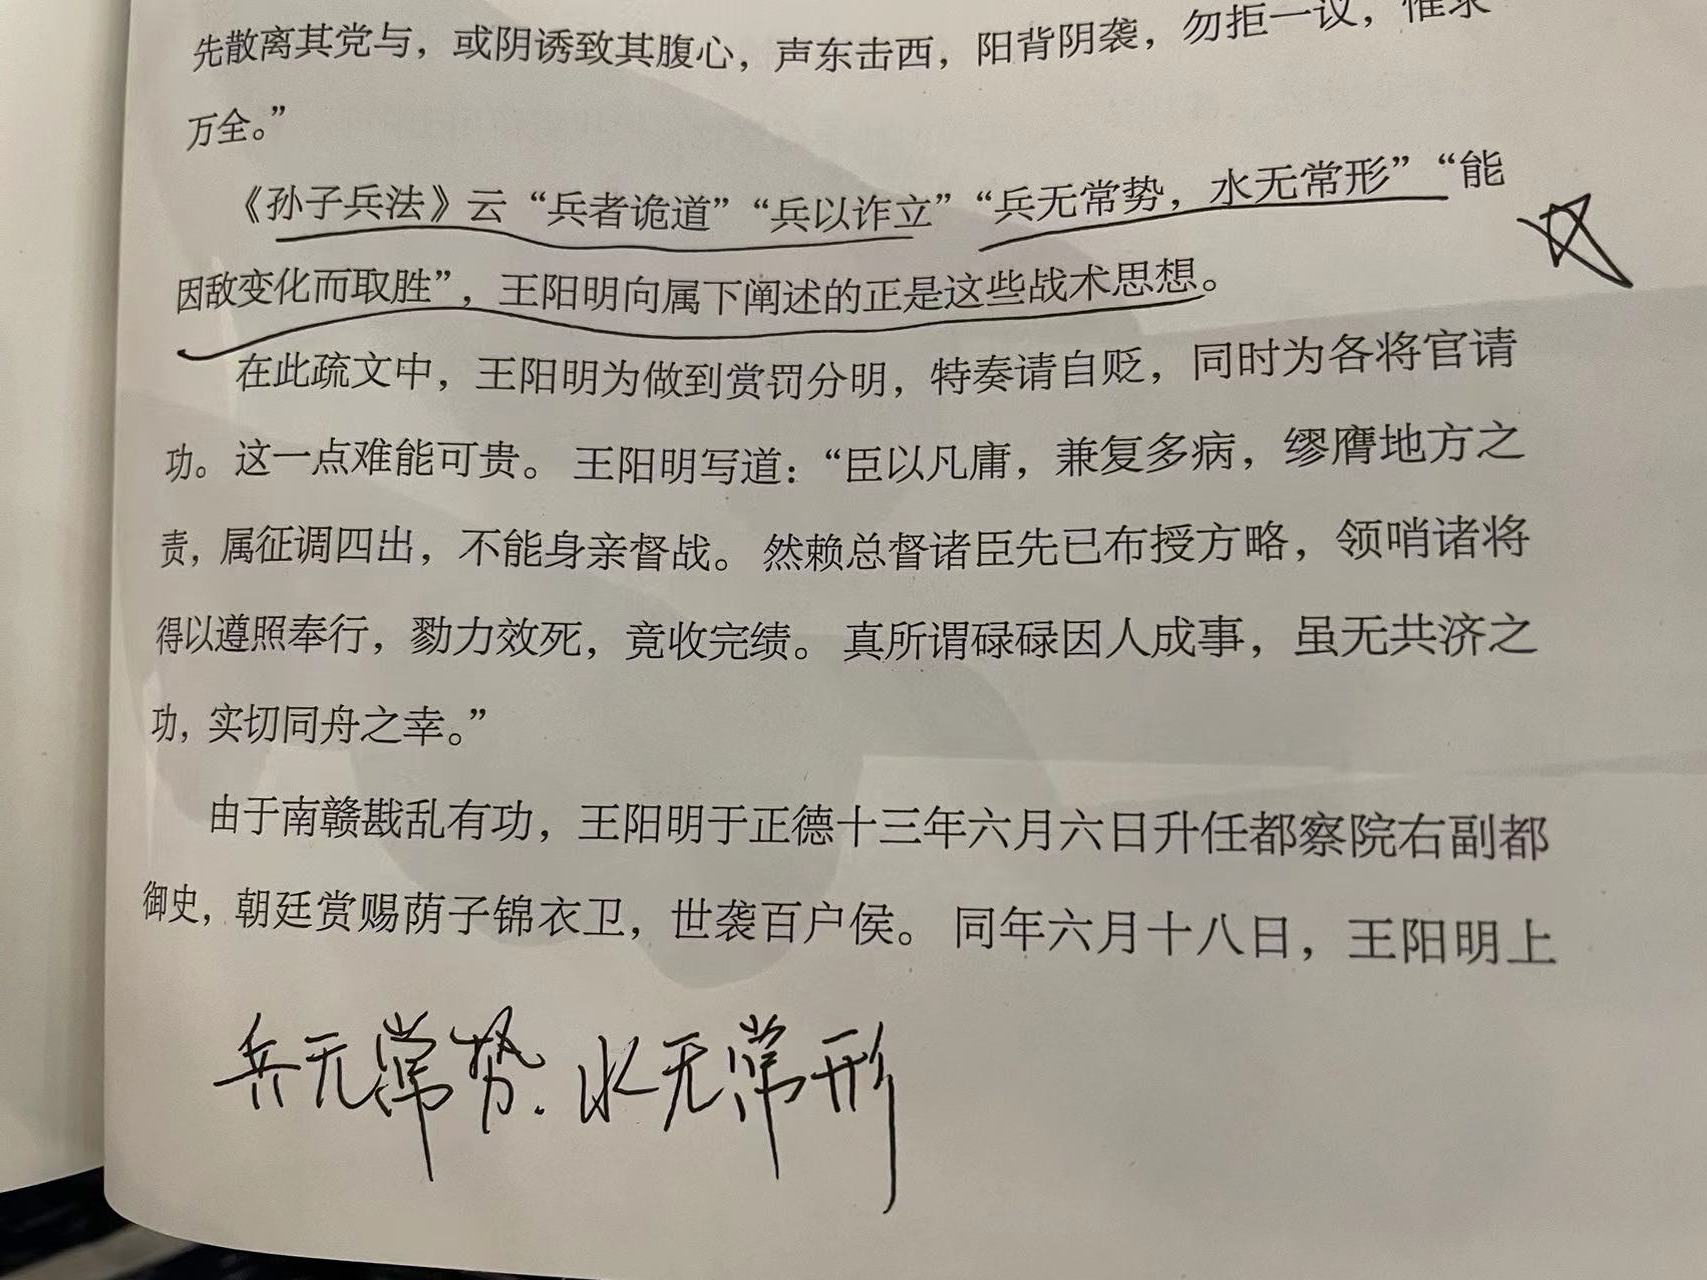 先散离其党与，或阴诱致其腹心，声东击西，阳背阴袭，勿拒一议，惟求
万全。”
《孙子兵法》云“兵者诡道”“兵以诈立”“兵无常势，水无常形”“能
因敌变化而取胜”，王阳明向属下阐述的正是这些战术思想。
在此疏文中，王阳明为做到赏罚分明，特奏请自贬，同时为各将官请
功。这一点难能可贵。王阳明写道：“臣以凡庸，兼复多病，缪膺地方之
责，属征调四出，不能身亲督战。然赖总督诸臣先已布授方略，领哨诸将
得以遵照奉行，勠力效死，竟收完绩。真所谓碌碌因人成事，虽无共济之
功，实切同舟之幸。”
由于南赣戡乱有功，王阳明于正德十三年六月六日升任都察院右副都
御史，朝廷赏赐荫子锦衣卫，世袭百户侯。同年六月十八日，王阳明上
兵无常势.水无常形